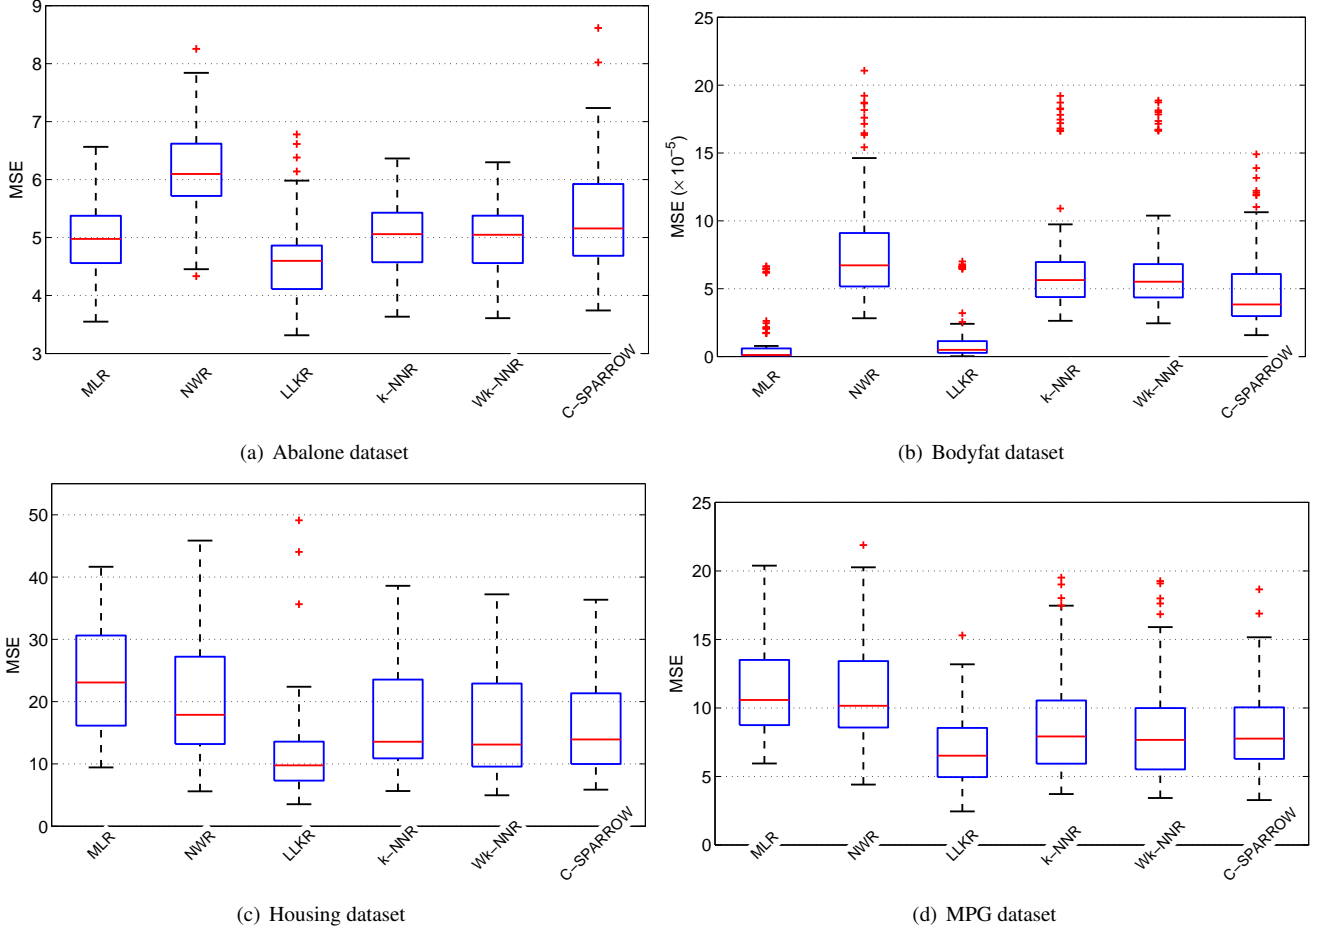 9
8
7
6
5
4
3
MSE
MLR
NWR
LLKR
k-NNR
Wk-NNR
C-SPARROW
(a) Abalone dataset
25
20
15
10
5
0
MSE (× 10⁻⁵)
MLR
NWR
LLKR
k-NNR
Wk-NNR
C-SPARROW
(b) Bodyfat dataset
50
40
30
20
10
0
MSE
MLR
NWR
LLKR
k-NNR
Wk-NNR
C-SPARROW
(c) Housing dataset
25
20
15
10
5
0
MSE
MLR
NWR
LLKR
k-NNR
Wk-NNR
C-SPARROW
(d) MPG dataset